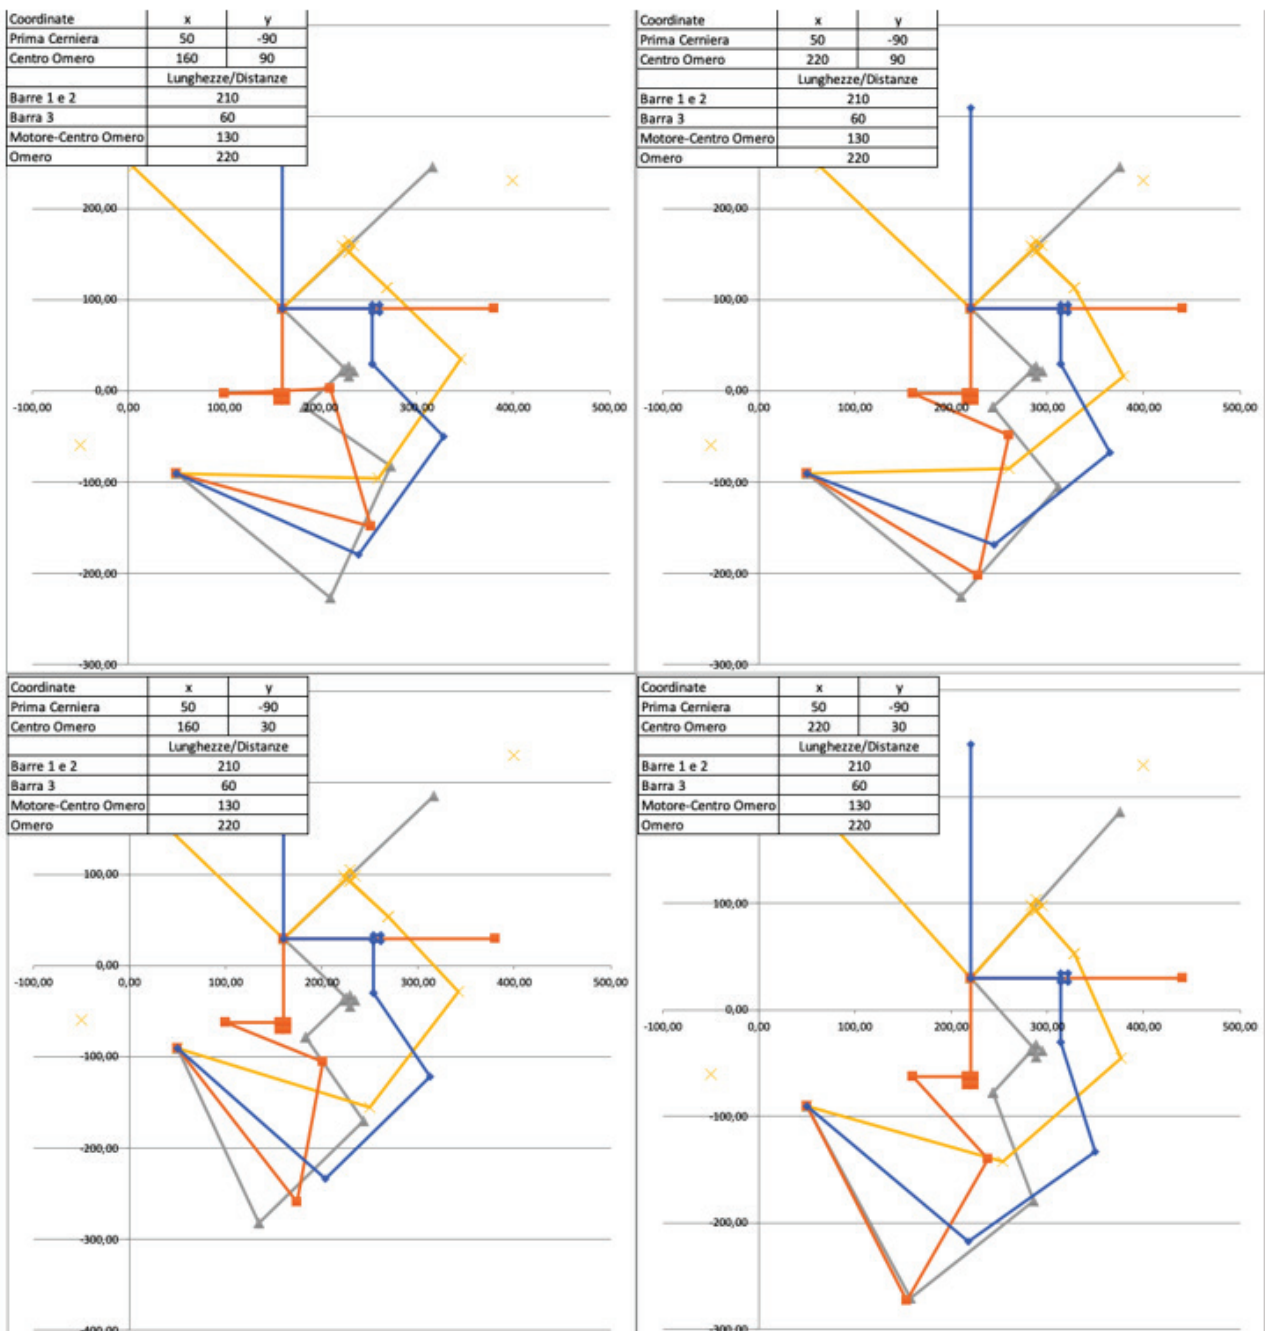 Coordinate x y
Prima Cerniera 50 -90
Centro Omero 160 90
Lunghezze/Distanze
Barre 1 e 2 210
Barra 3 60
Motore-Centro Omero 130
Omero 220
200,00
100,00
0,00
-100,00 0,00 100,00 200,00 300,00 400,00 500,00
-100,00
-200,00
-300,00
Coordinate x y
Prima Cerniera 50 -90
Centro Omero 220 90
Lunghezze/Distanze
Barre 1 e 2 210
Barra 3 60
Motore-Centro Omero 130
Omero 220
200,00
100,00
0,00
-100,00 0,00 100,00 200,00 300,00 400,00 500,00
-100,00
-200,00
-300,00
Coordinate x y
Prima Cerniera 50 -90
Centro Omero 160 30
Lunghezze/Distanze
Barre 1 e 2 210
Barra 3 60
Motore-Centro Omero 130
Omero 220
100,00
0,00
-100,00 0,00 100,00 200,00 300,00 400,00 500,00
-100,00
-200,00
-300,00
-400,00
Coordinate x y
Prima Cerniera 50 -90
Centro Omero 220 30
Lunghezze/Distanze
Barre 1 e 2 210
Barra 3 60
Motore-Centro Omero 130
Omero 220
100,00
0,00
-100,00 0,00 100,00 200,00 300,00 400,00 500,00
-100,00
-200,00
-300,00